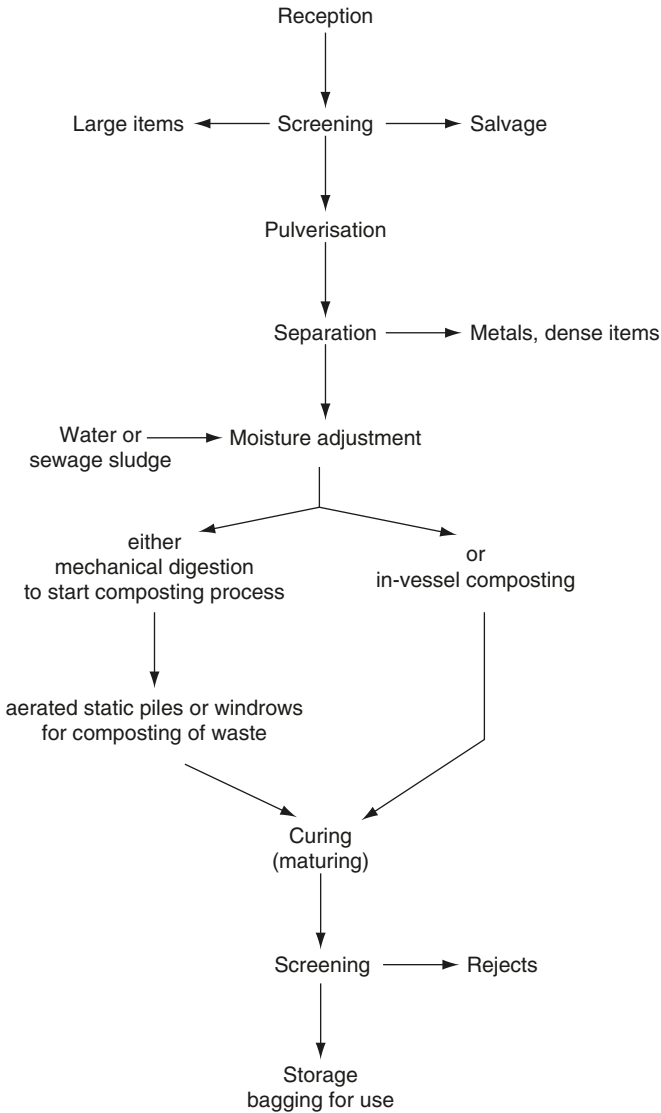 Reception
Large items
Screening
Salvage
Pulverisation
Separation
Metals, dense items
Water or
sewage sludge
Moisture adjustment
either
mechanical digestion
to start composting process
or
in-vessel composting
aerated static piles or windrows
for composting of waste
Curing
(maturing)
Screening
Rejects
Storage
bagging for use